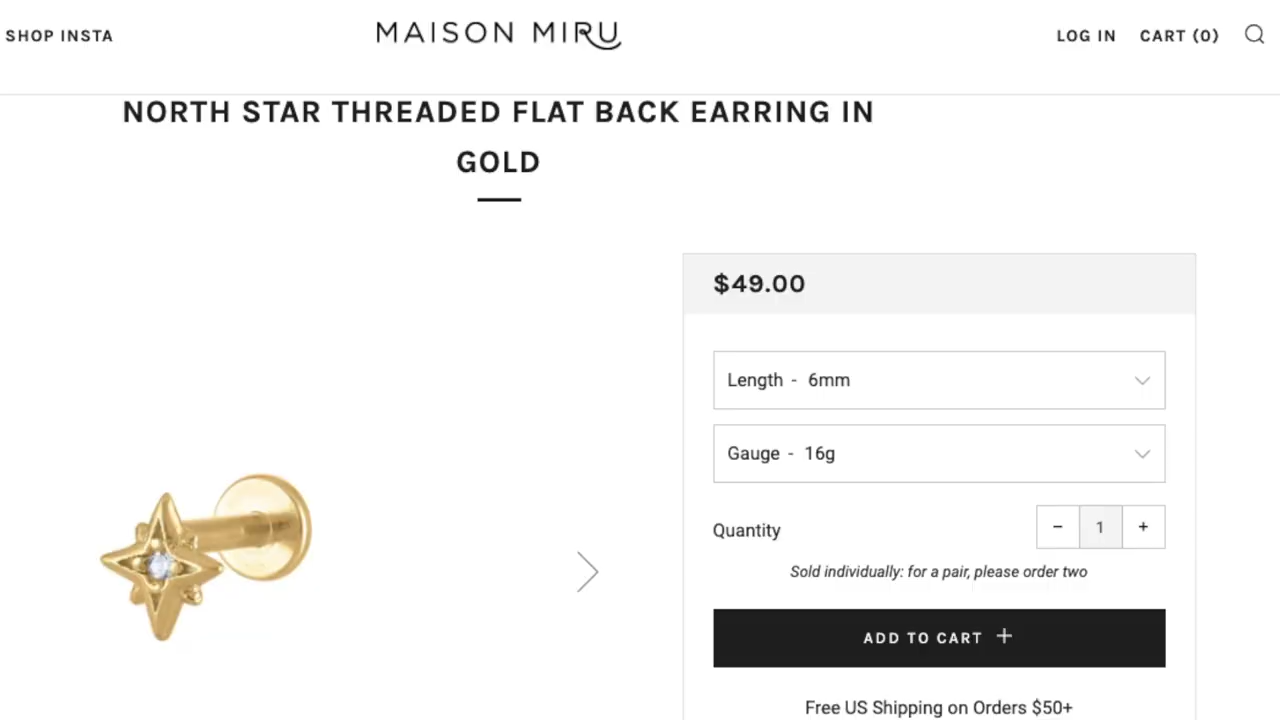 SHOP INSTA
MAISON MIRU
LOG IN
CART (0)
NORTH STAR THREADED FLAT BACK EARRING IN
GOLD
$49.00
Length - 6mm
Gauge - 16g
Quantity
− 1 +
Sold individually: for a pair, please order two
ADD TO CART +
Free US Shipping on Orders $50+